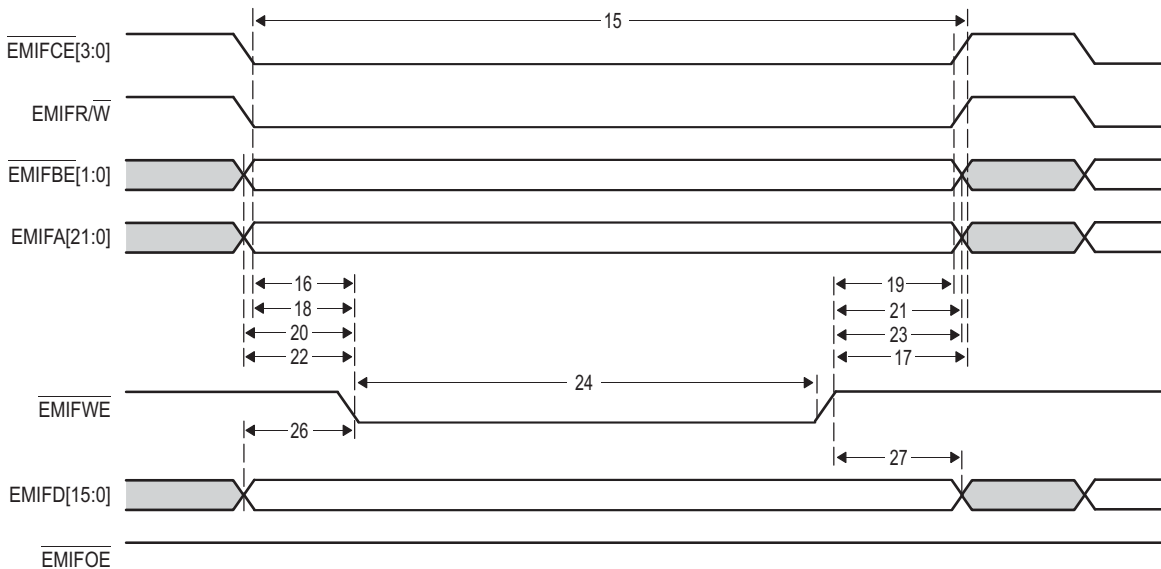 15
EMIFCE[3:0]
EMIFR/W
EMIFBE[1:0]
EMIFA[21:0]
16 19
18 21
20 23
22 17
24
EMIFWE
26
27
EMIFD[15:0]
EMIFOE